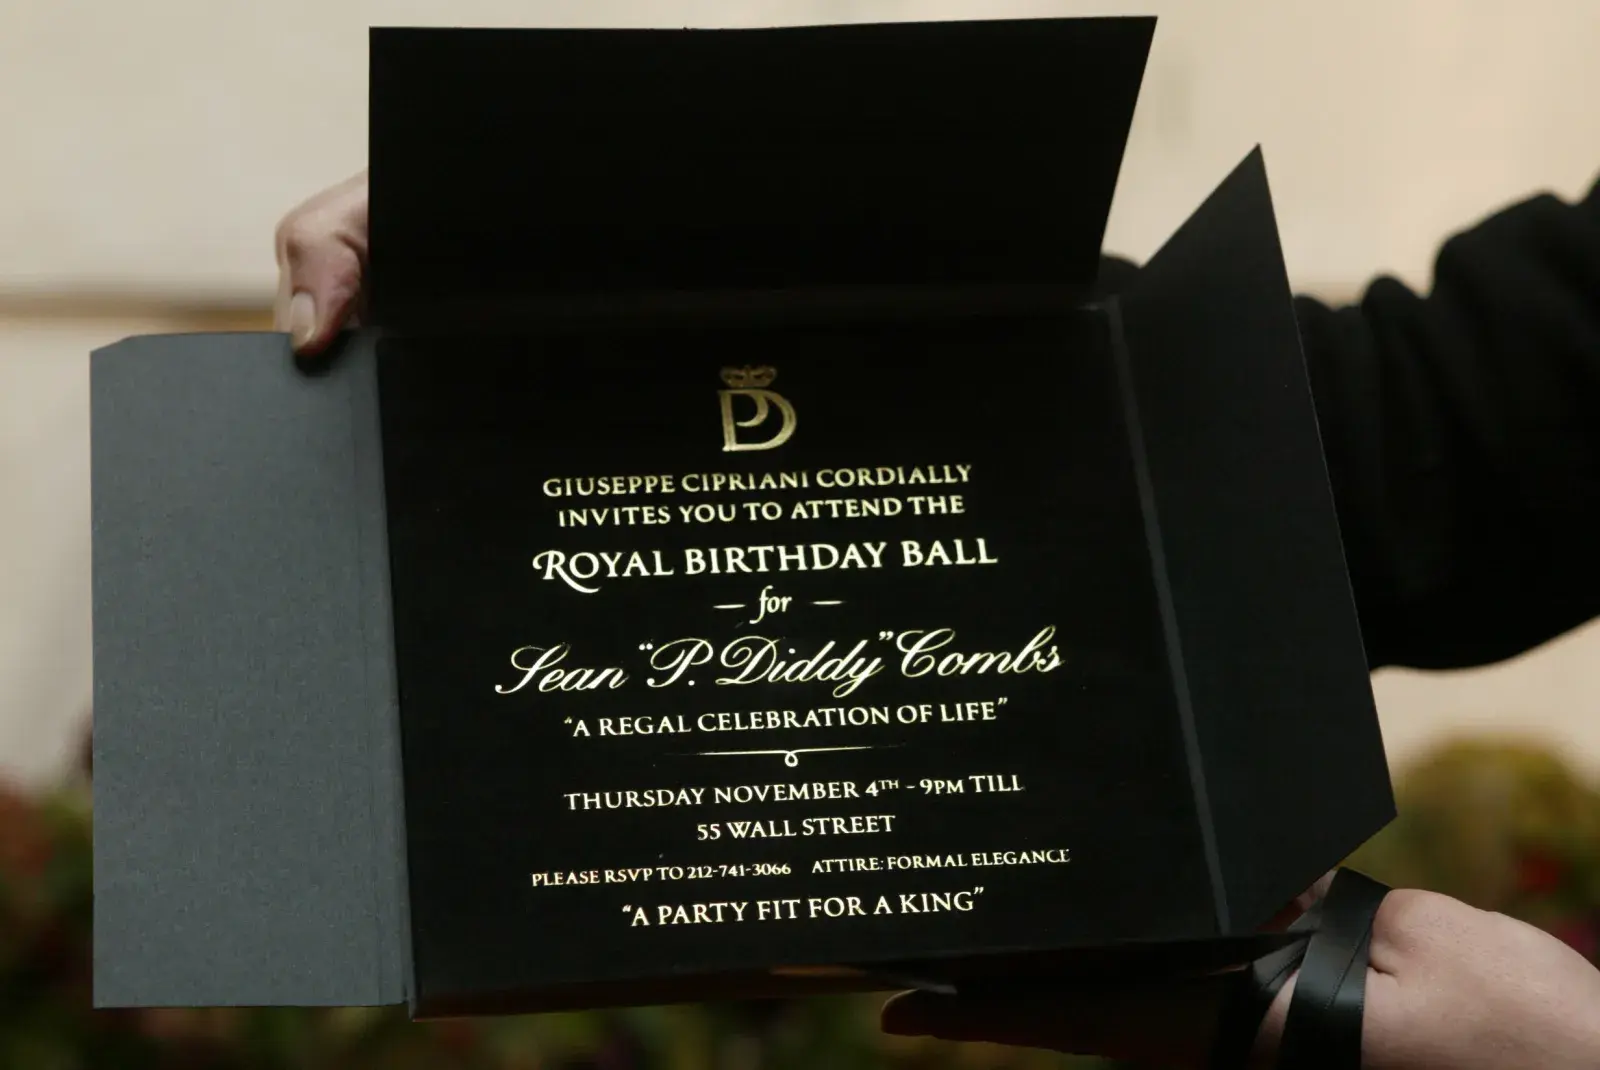 PD
GIUSEPPE CIPRIANI CORDIALLY
INVITES YOU TO ATTEND THE
ROYAL BIRTHDAY BALL
— for —
Sean "P. Diddy" Combs
"A REGAL CELEBRATION OF LIFE"
THURSDAY NOVEMBER 4TH - 9PM TILL
55 WALL STREET
PLEASE RSVP TO 212-741-3066 ATTIRE: FORMAL ELEGANCE
"A PARTY FIT FOR A KING"